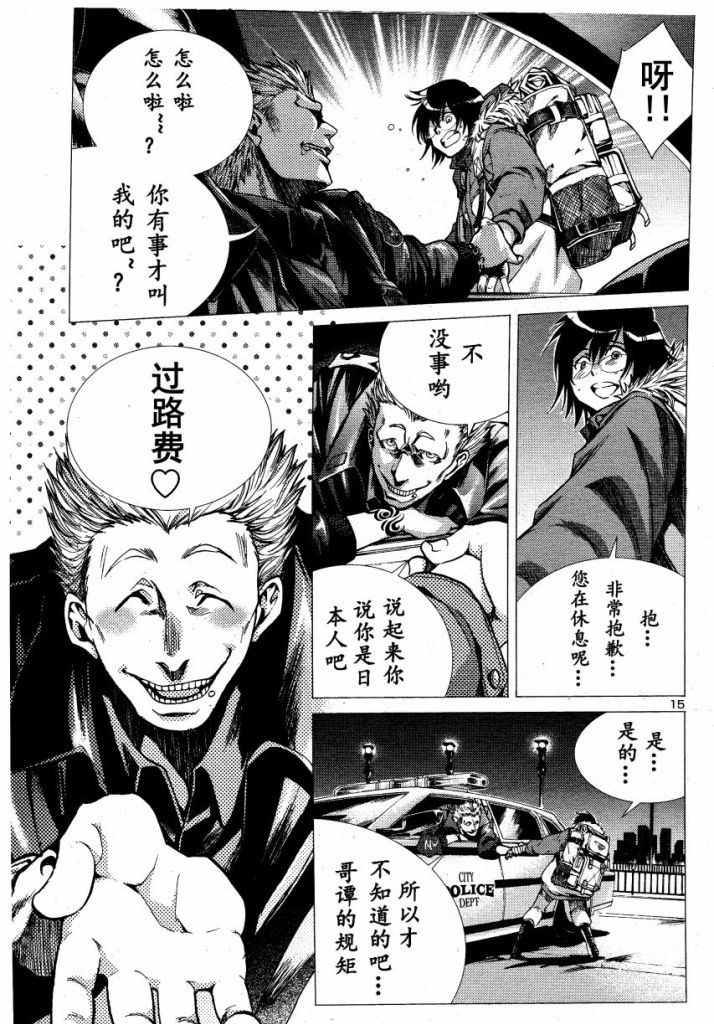 呀!!
怎么啦
怎么啦~
?
你有事才叫
我的吧~
?
抱…
非常抱歉…
您在休息呢…
不
没事哟
说起来你
说你是日
本人吧
15
是…
是的…
所以才
不知道的吧…
哥谭的规矩
CITY
POLICE
DEPT
过路费♡